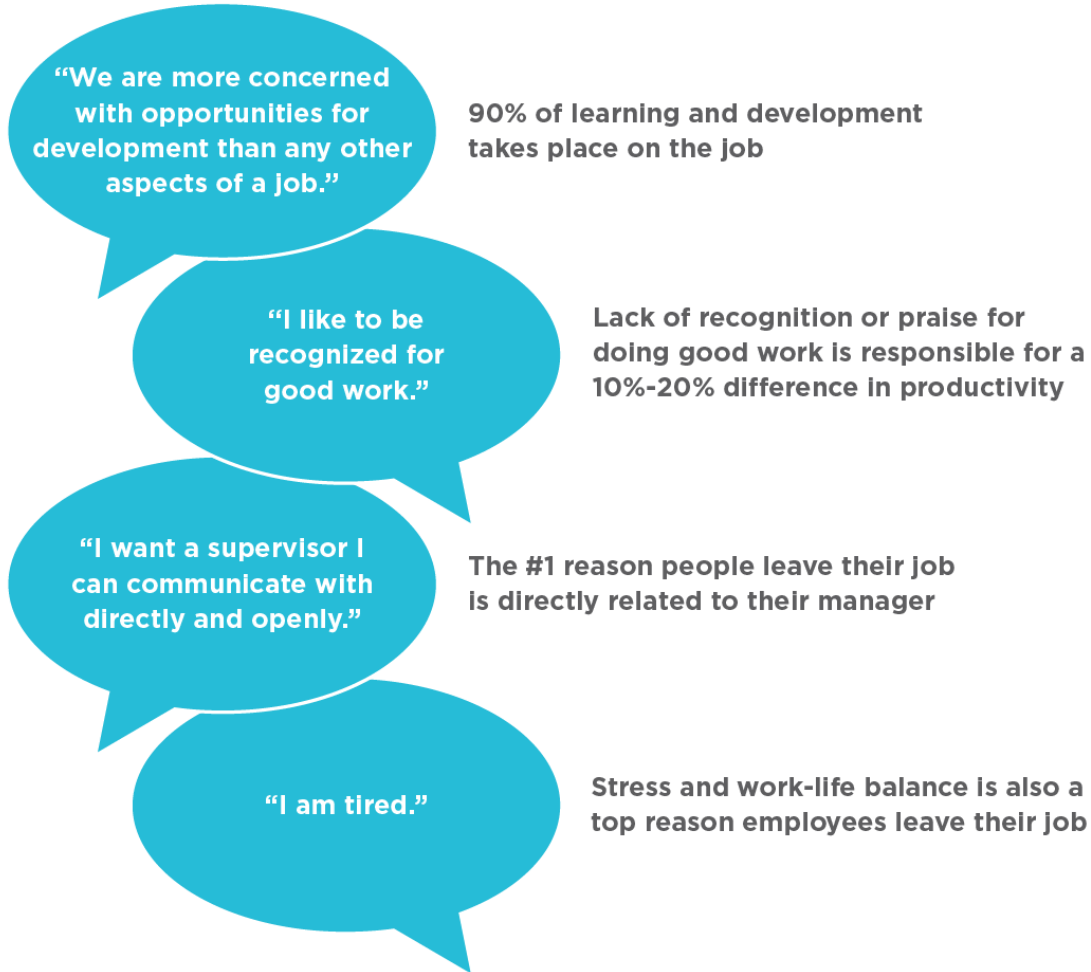 “We are more concerned
with opportunities for
development than any other
aspects of a job.”
90% of learning and development
takes place on the job
“I like to be
recognized for
good work.”
Lack of recognition or praise for
doing good work is responsible for a
10%-20% difference in productivity
“I want a supervisor I
can communicate with
directly and openly.”
The #1 reason people leave their job
is directly related to their manager
“I am tired.”
Stress and work-life balance is also a
top reason employees leave their job